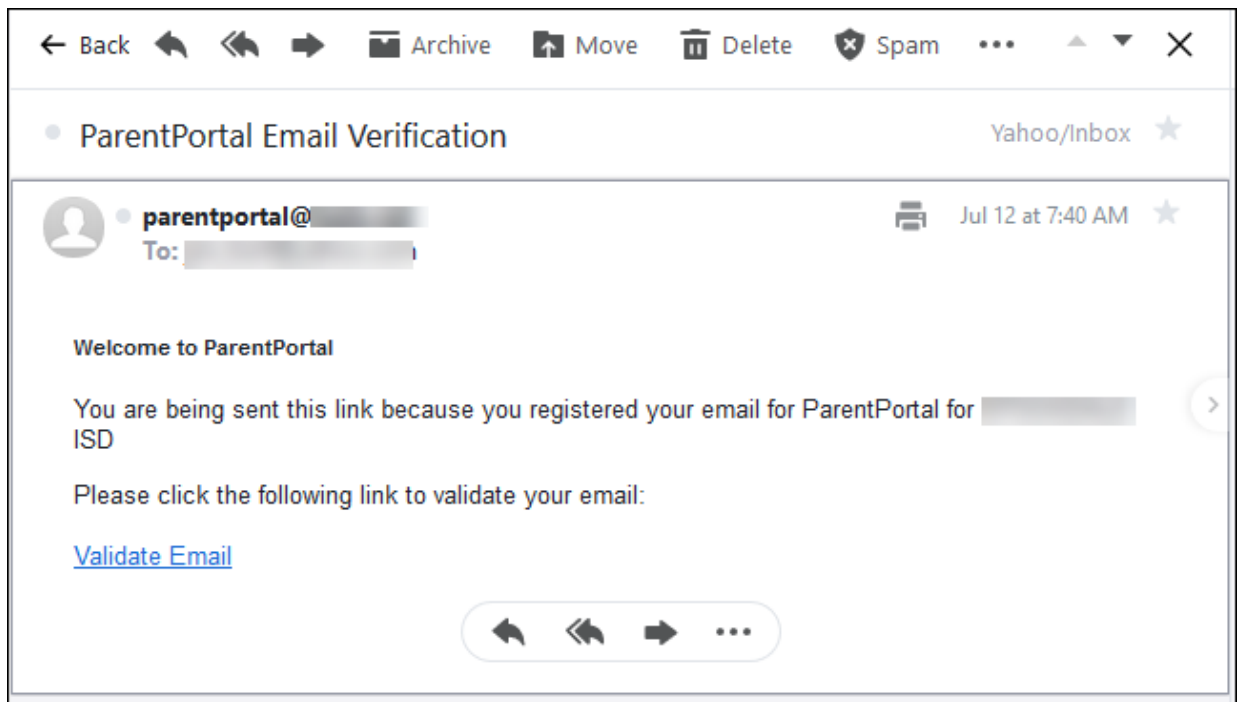 Back Archive Move Delete Spam
ParentPortal Email Verification Yahoo/Inbox
parentportal@ Jul 12 at 7:40 AM
To:
Welcome to ParentPortal
You are being sent this link because you registered your email for ParentPortal for
ISD
Please click the following link to validate your email:
Validate Email